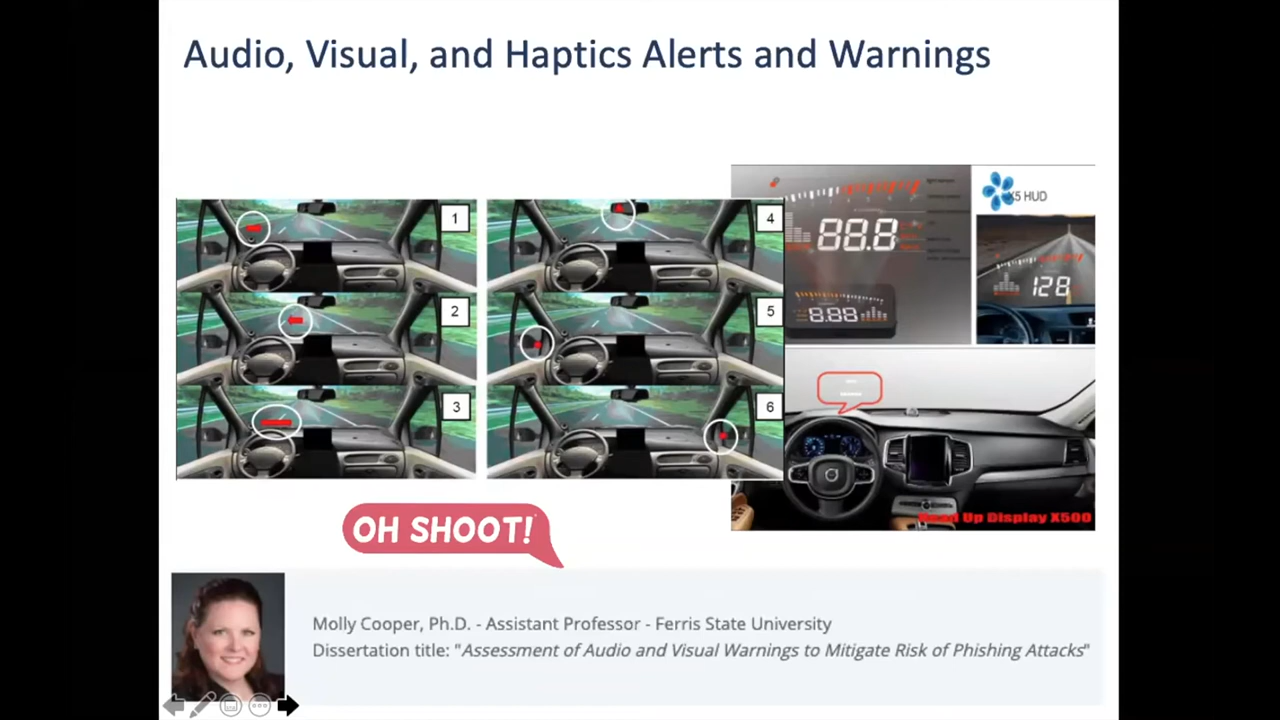 Audio, Visual, and Haptics Alerts and Warnings
1
4
2
5
3
6
88.8
8.88
X5 HUD
128
Head Up Display X500
OH SHOOT!
Molly Cooper, Ph.D. - Assistant Professor - Ferris State University
Dissertation title: "Assessment of Audio and Visual Warnings to Mitigate Risk of Phishing Attacks"